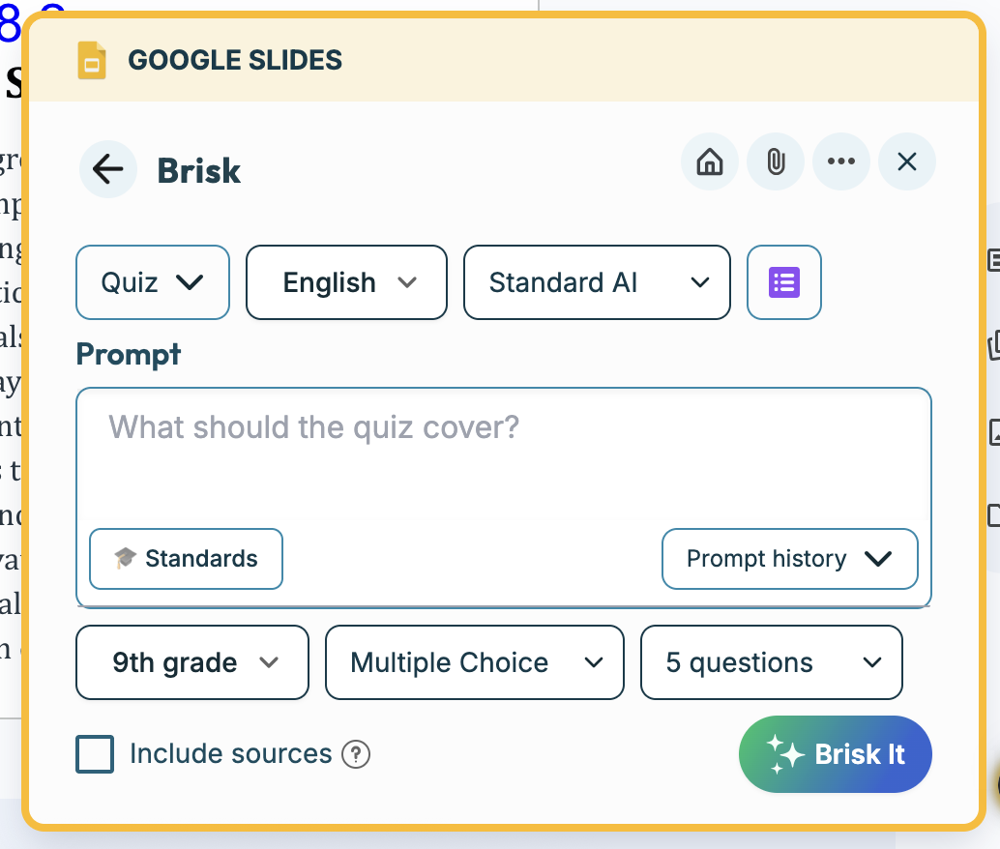 GOOGLE SLIDES
Brisk
Quiz
English
Standard AI
Prompt
What should the quiz cover?
Standards
Prompt history
9th grade
Multiple Choice
5 questions
Include sources ?
Brisk It